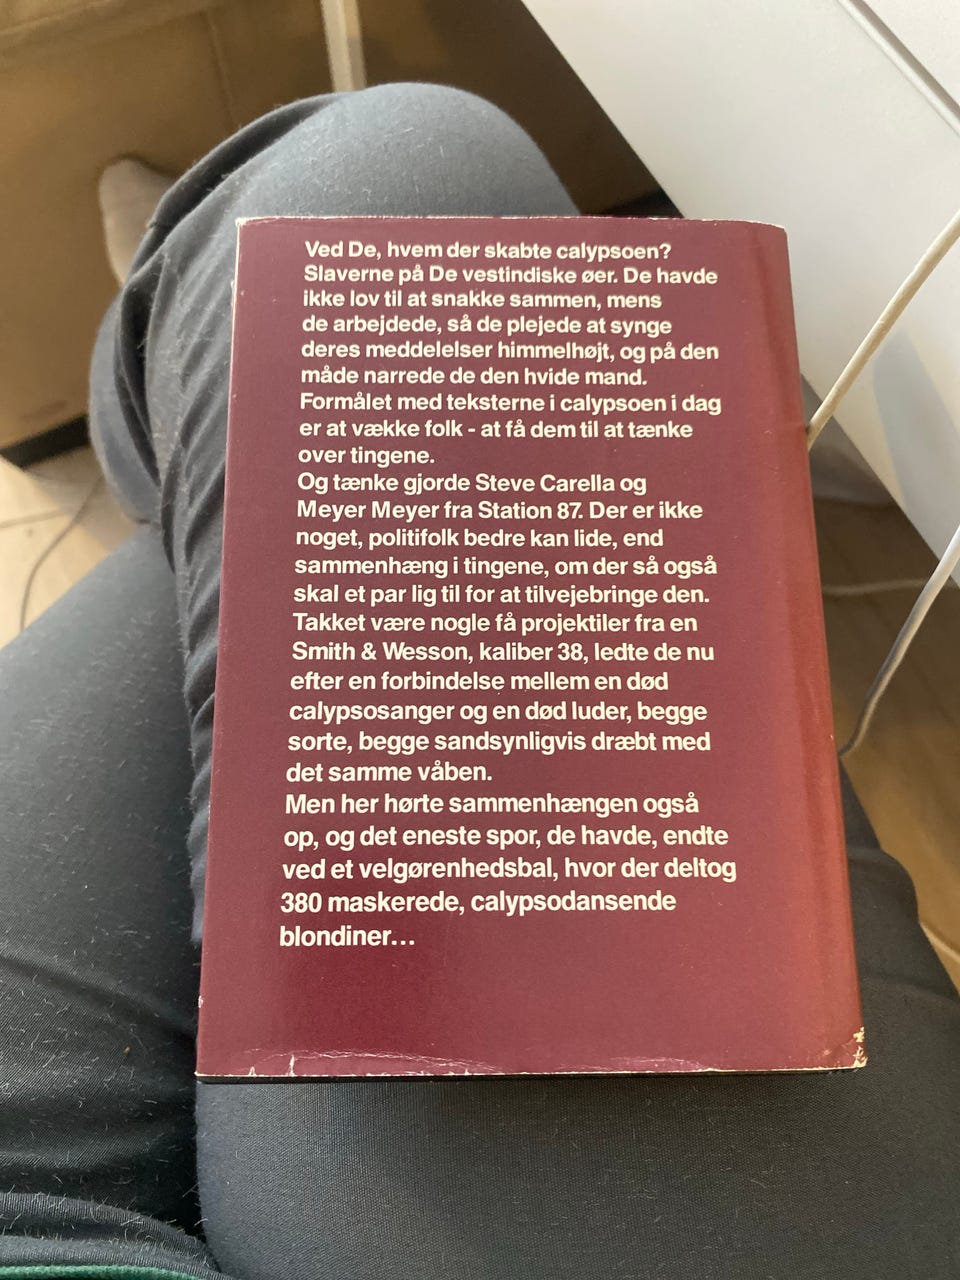 Ved De, hvem der skabte calypsoen?
Slaverne på De vestindiske øer. De havde
ikke lov til at snakke sammen, mens
de arbejdede, så de plejede at synge
deres meddelelser himmelhøjt, og på den
måde narrede de den hvide mand.
Formålet med teksterne i calypsoen i dag
er at vække folk - at få dem til at tænke
over tingene.
Og tænke gjorde Steve Carella og
Meyer Meyer fra Station 87. Der er ikke
noget, politifolk bedre kan lide, end
sammenhæng i tingene, om der så også
skal et par lig til for at tilvejebringe den.
Takket være nogle få projektiler fra en
Smith & Wesson, kaliber 38, ledte de nu
efter en forbindelse mellem en død
calypsosanger og en død luder, begge
sorte, begge sandsynligvis dræbt med
det samme våben.
Men her hørte sammenhængen også
op, og det eneste spor, de havde, endte
ved et velgørenhedsbal, hvor der deltog
380 maskerede, calypsodansende
blondiner...